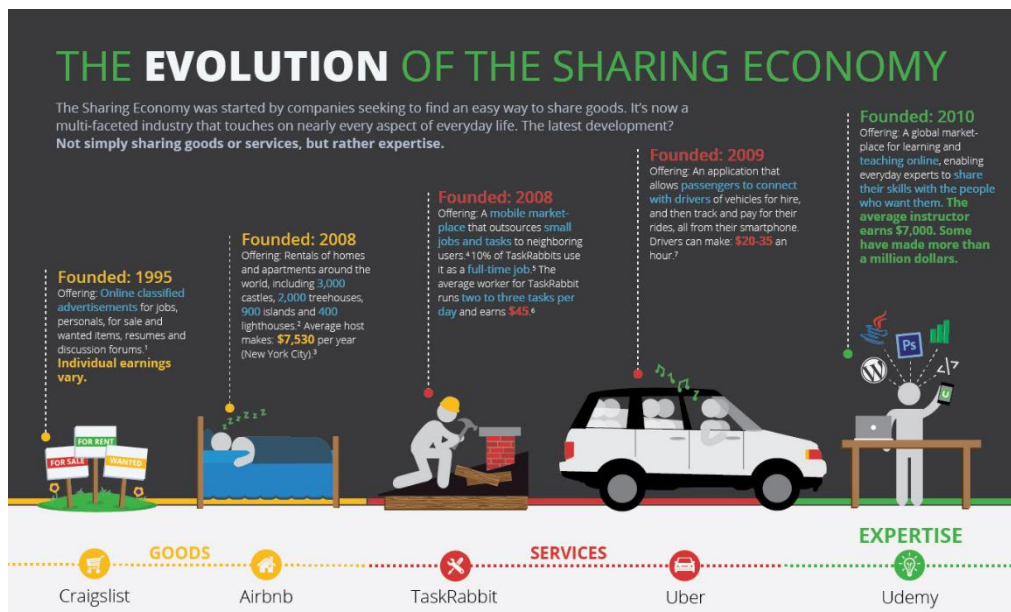 THE EVOLUTION OF THE SHARING ECONOMY
The Sharing Economy was started by companies seeking to find an easy way to share goods. It's now a
multi-faceted industry that touches on nearly every aspect of everyday life. The latest development?
Not simply sharing goods or services, but rather expertise.
Founded: 1995
Offering: Online classified
advertisements for jobs,
personals, for sale and
wanted items, resumes and
discussion forums.¹
Individual earnings
vary.
FOR RENT
FOR SALE
WANTED
Founded: 2008
Offering: Rentals of homes
and apartments around the
world, including 3,000
castles, 2,000 treehouses,
900 islands and 400
lighthouses.² Average host
makes: $7,530 per year
(New York City).³
zzzzz
Founded: 2008
Offering: A mobile market-
place that outsources small
jobs and tasks to neighboring
users.⁴ 10% of TaskRabbits use
it as a full-time job.⁵ The
average worker for TaskRabbit
runs two to three tasks per
day and earns $45.⁶
Founded: 2009
Offering: An application that
allows passengers to connect
with drivers of vehicles for hire,
and then track and pay for their
rides, all from their smartphone.
Drivers can make: $20-35 an
hour.⁷
Founded: 2010
Offering: A global market-
place for learning and
teaching online, enabling
everyday experts to share
their skills with the people
who want them. The
average instructor
earns $7,000. Some
have made more than
a million dollars.
Ps
W
</>
U
GOODS
SERVICES
EXPERTISE
Craigslist
Airbnb
TaskRabbit
Uber
Udemy